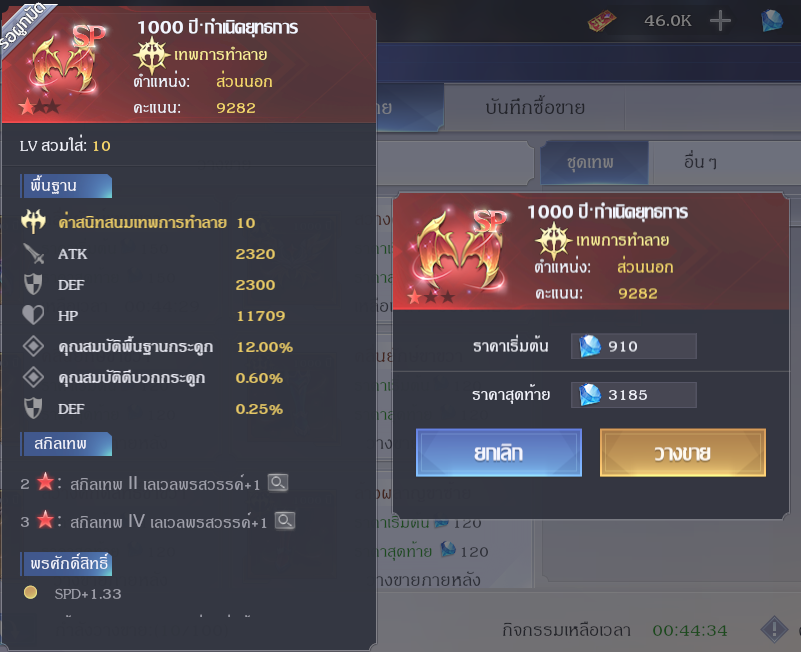 รอผูกมัด
SP
1000 ปี·กำเนิดยุทธการ
เทพการทำลาย
ตำแหน่ง: ส่วนนอก
คะแนน: 9282
LV สวมใส่: 10
พื้นฐาน
ค่าสนิทสนมเทพการทำลาย 10
ATK 2320
DEF 2300
HP 11709
คุณสมบัติพื้นฐานกระดูก 12.00%
คุณสมบัติดีบวกกระดูก 0.60%
DEF 0.25%
สกิลเทพ
2 ★: สกิลเทพ II เลเวลพรสวรรค์+1
3 ★: สกิลเทพ IV เลเวลพรสวรรค์+1
พรศักดิ์สิทธิ์
SPD+1.33
46.0K
บันทึกซื้อขาย
ชุดเทพ
อื่นๆ
SP
1000 ปี·กำเนิดยุทธการ
เทพการทำลาย
ตำแหน่ง: ส่วนนอก
คะแนน: 9282
ราคาเริ่มต้น 910
ราคาสุดท้าย 3185
ยกเลิก
วางขาย
าเริ่มต้น 120
าสุดท้าย 120
างขายภายหลัง
กิจกรรมเหลือเวลา 00:44:34